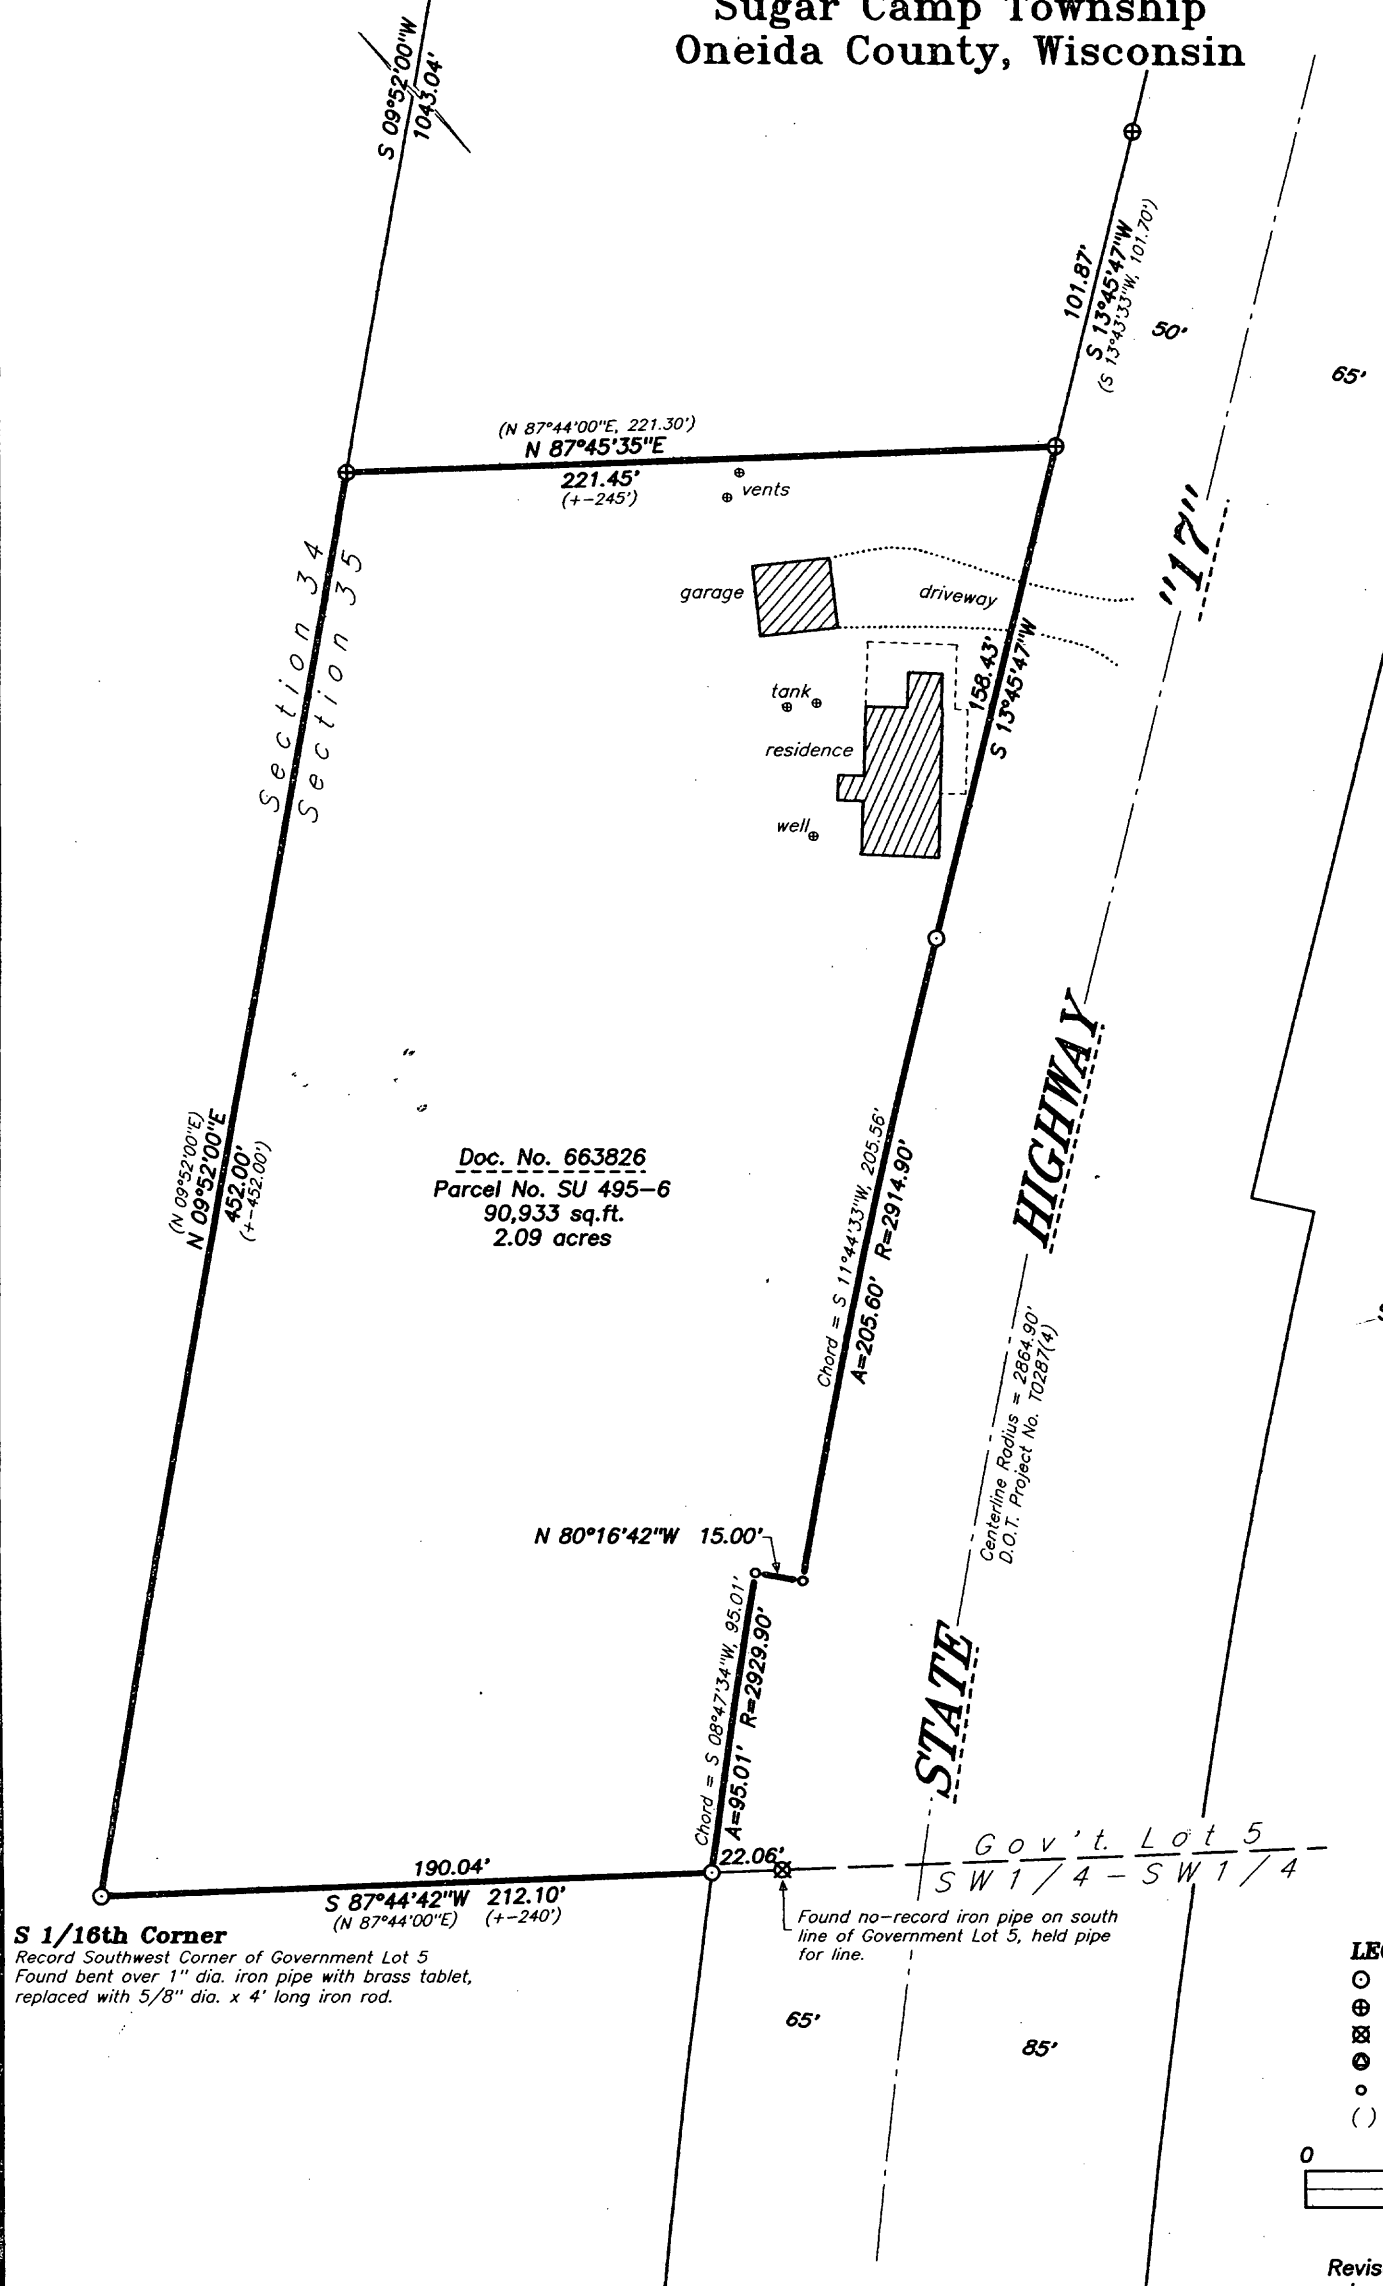 Sugar Camp Township
Oneida County, Wisconsin
S 09°52'00"W
1043.04'
101.87'
S 13°45'47"W
(S 13°43'33"W, 101.70')
50'
65'
(N 87°44'00"E, 221.30')
N 87°45'35"E
221.45'
(+-245')
vents
"17"
Section 34
Section 35
garage
driveway
158.43'
S 13°45'47"W
tank
residence
well
HIGHWAY
(N 09°52'00"E)
N 09°52'00"E
452.00'
(+-452.00')
Doc. No. 663826
Parcel No. SU 495-6
90,933 sq.ft.
2.09 acres
Chord = S 11°44'33"W, 205.56'
A=205.60' R=2914.90'
Centerline Radius = 2864.90'
D.O.T. Project No. T0287(4)
N 80°16'42"W 15.00'
Chord = S 08°47'34"W, 95.01'
A=95.01' R=2929.90'
STATE
Gov't. Lot 5
SW1/4-SW1/4
190.04'
22.06'
S 87°44'42"W 212.10'
(N 87°44'00"E) (+-240')
Found no-record iron pipe on south
line of Government Lot 5, held pipe
for line.
S 1/16th Corner
Record Southwest Corner of Government Lot 5
Found bent over 1" dia. iron pipe with brass tablet,
replaced with 5/8" dia. x 4' long iron rod.
65'
85'
( )
0
Revis